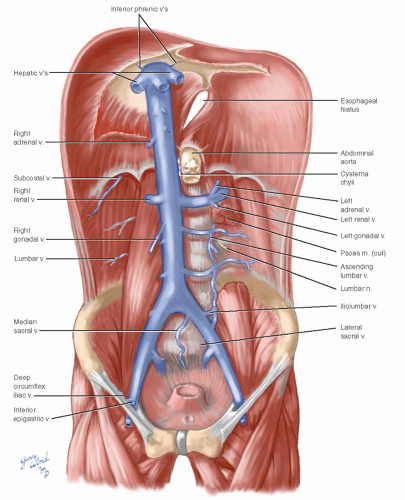 Inferior phrenic v's
Hepatic v's
Right
adrenal v.
Subcostal v.
Right
renal v.
Right
gonadal v.
Lumbar v.
Median
sacral v.
Deep
circumflex
iliac v.
Inferior
epigastric v.
Esophageal
hiatus
Abdominal
aorta
Cysterna
chyli
Left
adrenal v.
Left renal v.
Left gonadal v.
Psoas m. (cut)
Ascending
lumbar v.
Lumbar n.
Iliolumbar v.
Lateral
sacral v.